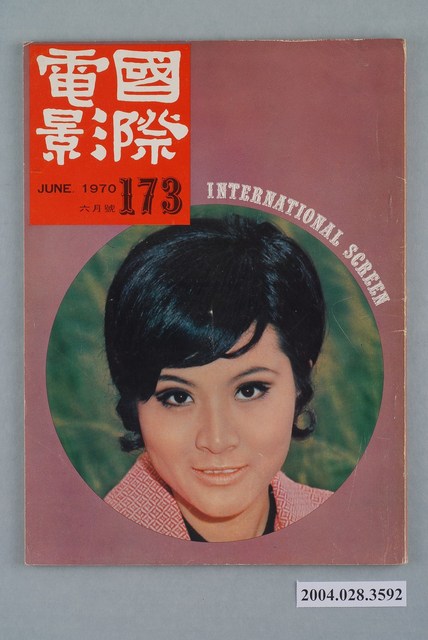 國際
電影
JUNE. 1970
六月號
173
INTERNATIONAL SCREEN
2004.028.3592